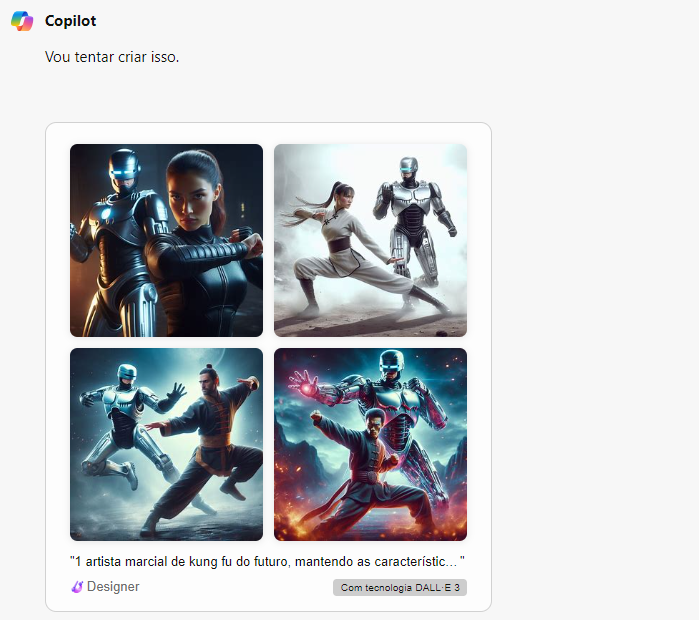 Copilot
Vou tentar criar isso.
"1 artista marcial de kung fu do futuro, mantendo as característic... "
Designer
Com tecnologia DALL·E 3